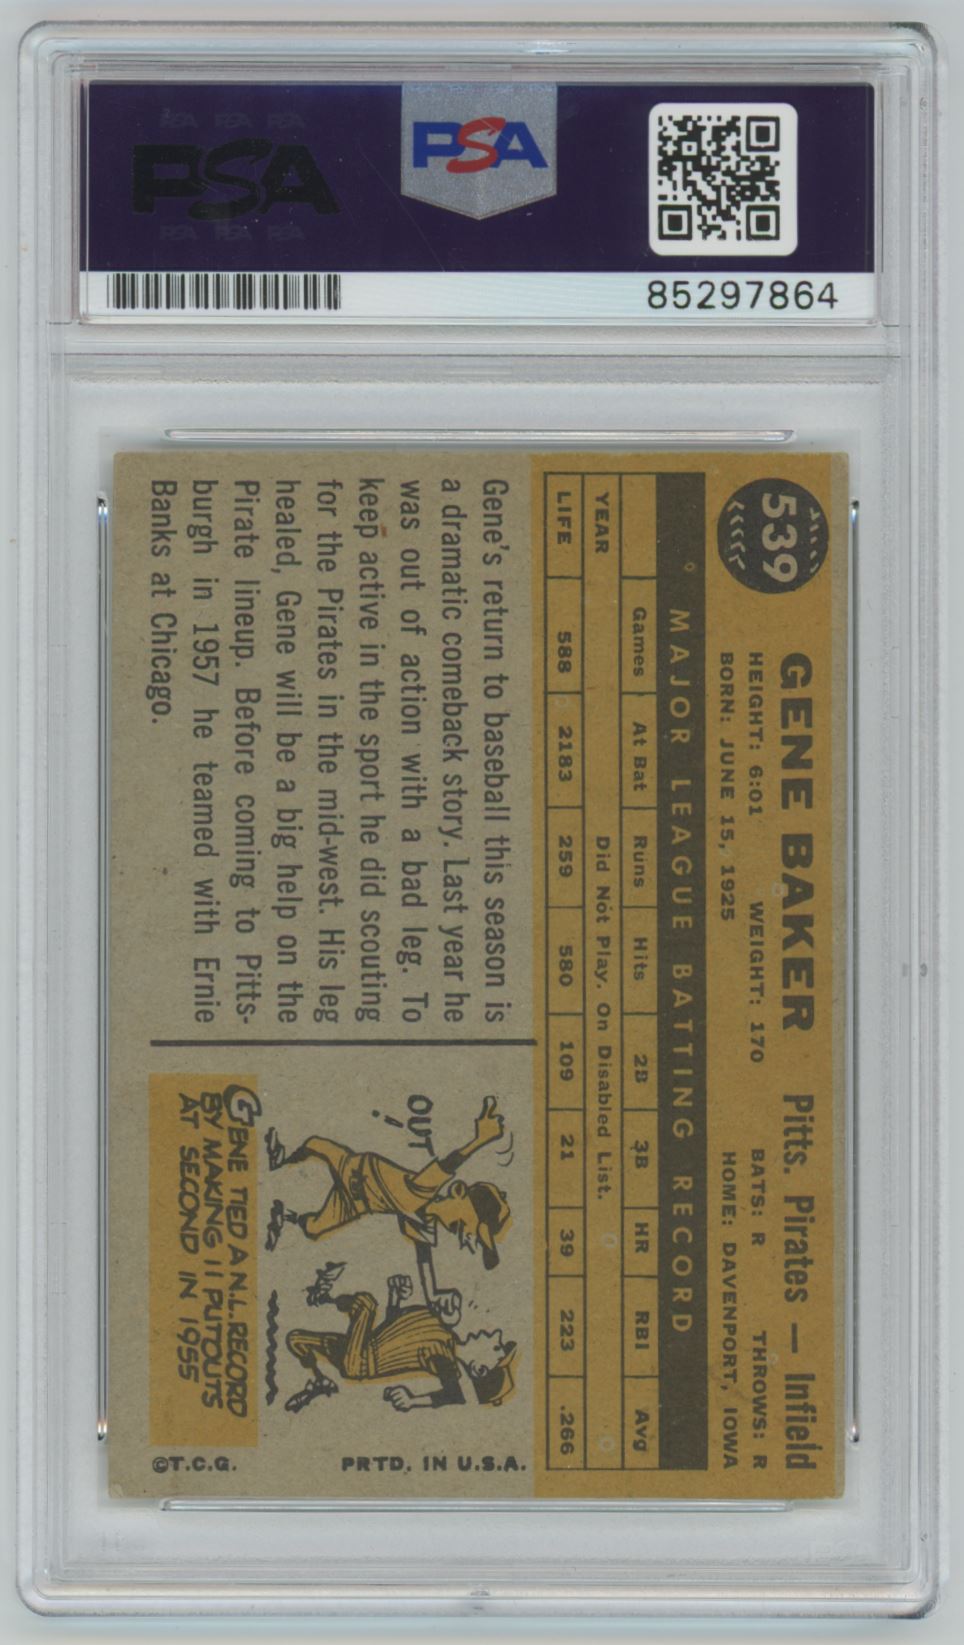 PSA PSA PSA
PSA
PSA PSA PSA
PSA
85297864
539
GENE BAKER Pitts. Pirates — Infield
HEIGHT: 6:01 WEIGHT: 170 BATS: R THROWS: R
BORN: JUNE 15, 1925 HOME: DAVENPORT, IOWA
MAJOR LEAGUE BATTING RECORD
Games At Bat Runs Hits 2B 3B HR RBI Avg
YEAR Did Not Play. On Disabled List.
LIFE 588 2183 259 580 109 21 39 223 .266
Gene's return to baseball this season is
a dramatic comeback story. Last year he
was out of action with a bad leg. To
keep active in the sport he did scouting
for the Pirates in the mid-west. His leg
healed, Gene will be a big help on the
Pirate lineup. Before coming to Pitts-
burgh in 1957 he teamed with Ernie
Banks at Chicago.
OUT!
GENE TIED A N.L. RECORD
BY MAKING 11 PUTOUTS
AT SECOND IN 1955
©T.C.G. PRTD. IN U.S.A.